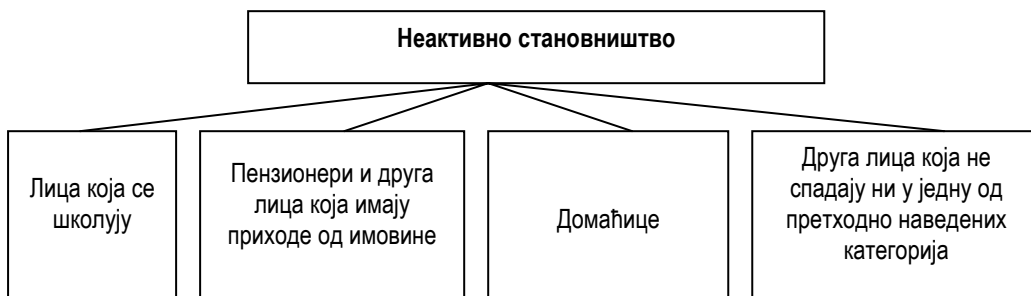 Неактивно становништво
Лица која се
школују
Пензионери и друга
лица која имају
приходе од имовине
Домаћице
Друга лица која не
спадају ни у једну од
претходно наведених
категорија